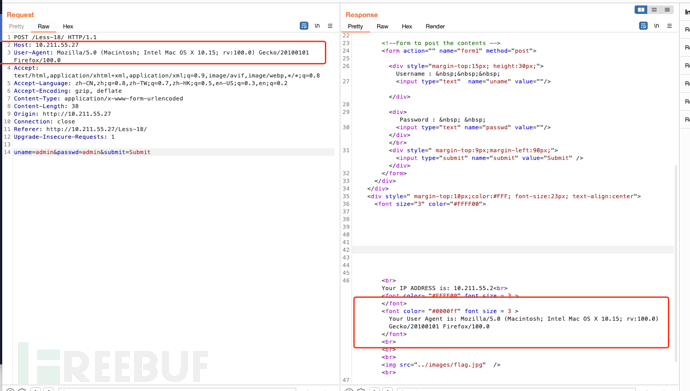 Request
Pretty Raw Hex
\n
1 POST /Less-18/ HTTP/1.1
2 Host: 10.211.55.27
3 User-Agent: Mozilla/5.0 (Macintosh; Intel Mac OS X 10.15; rv:100.0) Gecko/20100101
Firefox/100.0
4 Accept:
text/html,application/xhtml+xml,application/xml;q=0.9,image/avif,image/webp,*/*;q=0.8
5 Accept-Language: zh-CN,zh;q=0.8,zh-TW;q=0.7,zh-HK;q=0.5,en-US;q=0.3,en;q=0.2
6 Accept-Encoding: gzip, deflate
7 Content-Type: application/x-www-form-urlencoded
8 Content-Length: 38
9 Origin: http://10.211.55.27
10 Connection: close
11 Referer: http://10.211.55.27/Less-18/
12 Upgrade-Insecure-Requests: 1
13
14 uname=admin&passwd=admin&submit=Submit
Response
Pretty Raw Hex Render
\n
22
23 <!--Form to post the contents -->
24 <form action="" name="form1" method="post">
25
26 <div style="margin-top:15px; height:30px;">
Username : &nbsp;&nbsp;&nbsp;
27 <input type="text" name="uname" value=""/>
</div>
28
29 <div>
Password : &nbsp; &nbsp;
30 <input type="text" name="passwd" value=""/>
</div>
</br>
31 <div style=" margin-top:9px;margin-left:90px;">
<input type="submit" name="submit" value="Submit" />
</div>
32 </form>
33 </div>
34 </div>
35 <div style=" margin-top:10px;color:#FFF; font-size:23px; text-align:center">
36 <font size="3" color="#FFFF00">
37
38
39
40
41
42
43
44
45
46 <br>
Your IP ADDRESS is: 10.211.55.2<br>
<font color= "#FFFF00" font size = 3 >
</font>
<font color= "#0000ff" font size = 3 >
Your User Agent is: Mozilla/5.0 (Macintosh; Intel Mac OS X 10.15; rv:100.0)
Gecko/20100101 Firefox/100.0
</font>
<br>
<br>
<br>
<img src="../images/flag.jpg" />
<br>
47
FREEBUF